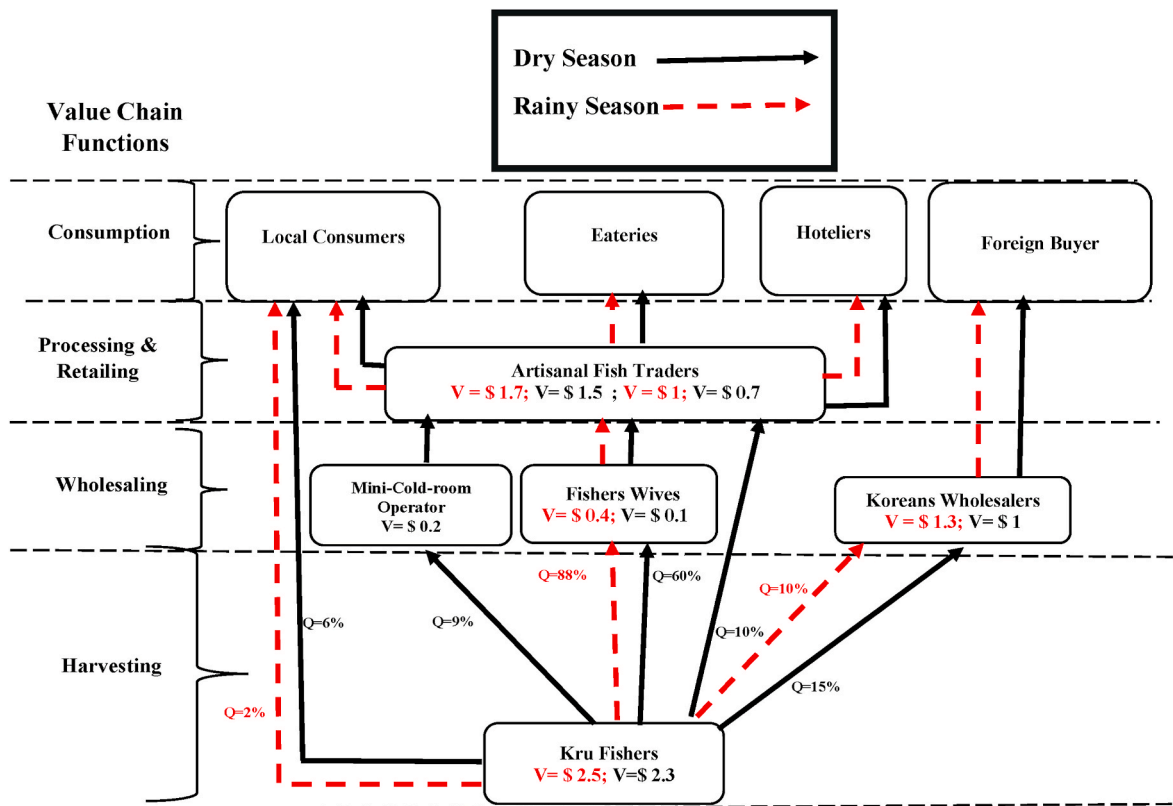 Dry Season
Rainy Season
Value Chain
Functions
Consumption
Local Consumers
Eateries
Hoteliers
Foreign Buyer
Processing &
Retailing
Artisanal Fish Traders
V = $ 1.7; V= $ 1.5 ; V = $ 1; V= $ 0.7
Wholesaling
Mini-Cold-room
Operator
V= $ 0.2
Fishers Wives
V= $ 0.4; V= $ 0.1
Koreans Wholesalers
V = $ 1.3; V= $ 1
Harvesting
Q=88%
Q=60%
Q=10%
Q=6%
Q=9%
Q=10%
Q=15%
Q=2%
Kru Fishers
V= $ 2.5; V=$ 2.3